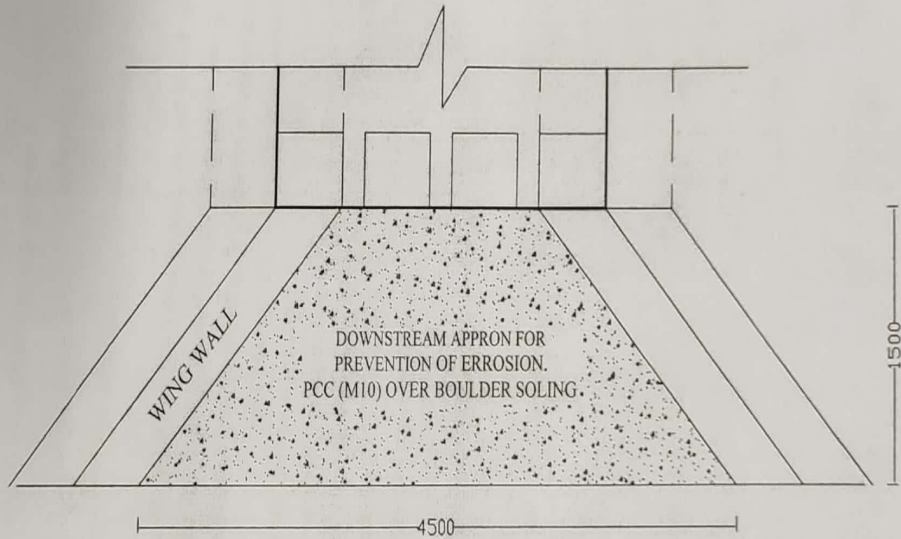 WING WALL
DOWNSTREAM APPRON FOR
PREVENTION OF ERROSION.
PCC (M10) OVER BOULDER SOLING.
1500
4500